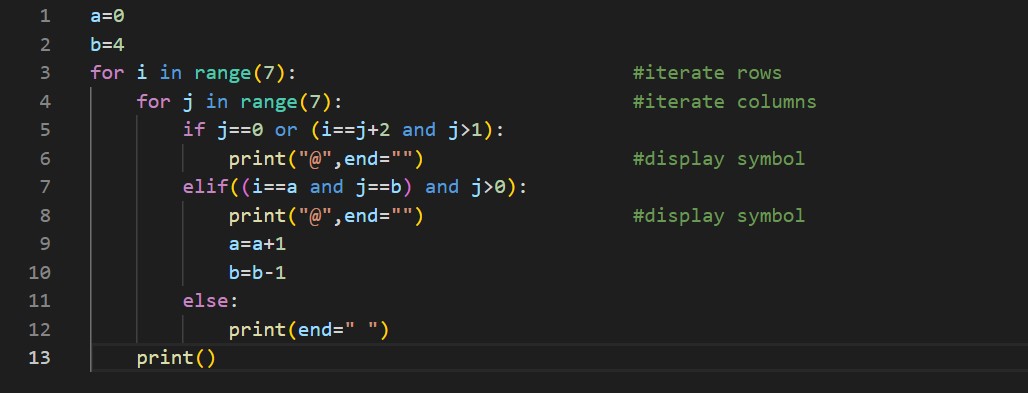 1 a=0
2 b=4
3 for i in range(7): #iterate rows
4     for j in range(7): #iterate columns
5         if j==0 or (i==j+2 and j>1):
6             print("@",end="") #display symbol
7         elif((i==a and j==b) and j>0):
8             print("@",end="") #display symbol
9             a=a+1
10             b=b-1
11         else:
12             print(end=" ")
13     print()